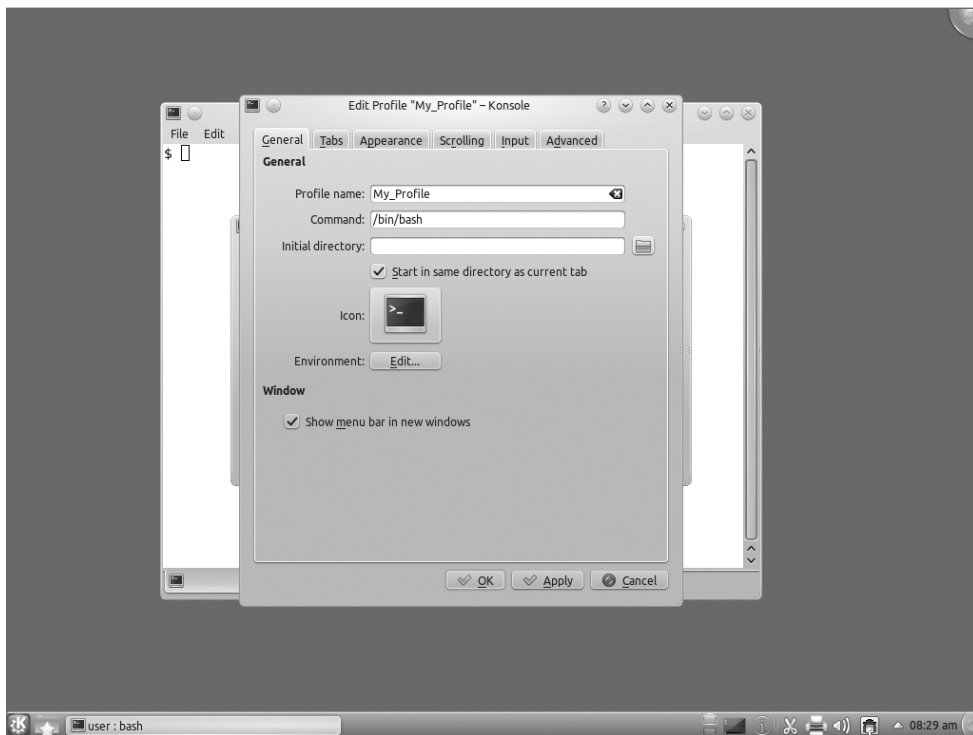 Edit Profile "My_Profile" – Konsole
File Edit
$
General Tabs Appearance Scrolling Input Advanced
General
Profile name: My_Profile
Command: /bin/bash
Initial directory:
Start in same directory as current tab
Icon: >_
Environment: Edit...
Window
Show menu bar in new windows
OK Apply Cancel
user : bash
08:29 am